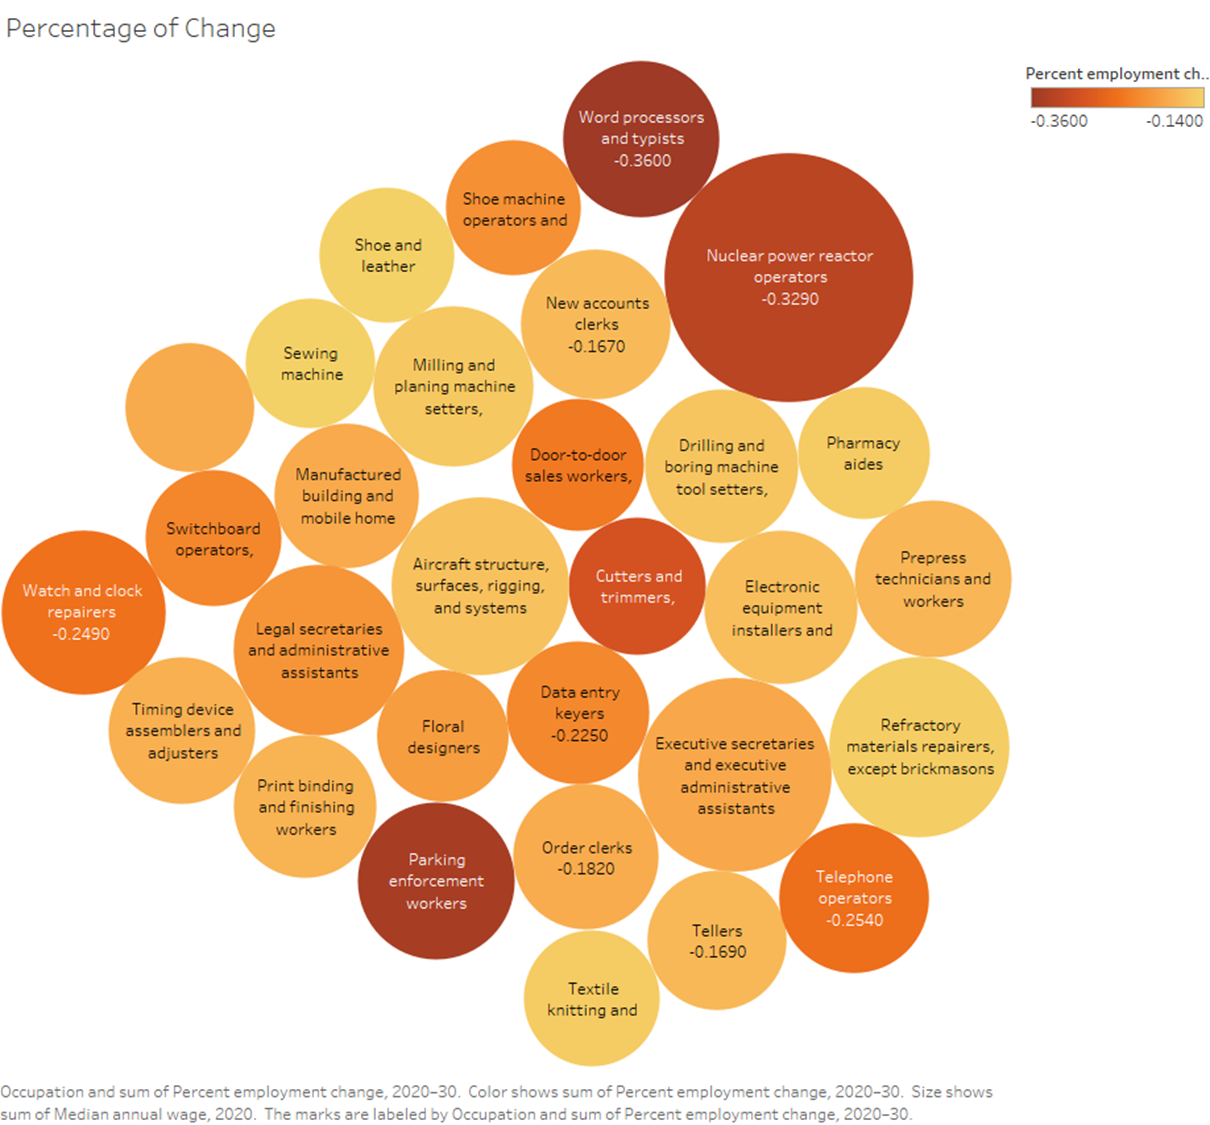 Percentage of Change
Percent employment ch..
-0.3600
-0.1400
Word processors
and typists
-0.3600
Shoe machine
operators and
Nuclear power reactor
operators
-0.3290
Shoe and
leather
New accounts
clerks
-0.1670
Sewing
machine
Milling and
planing machine
setters,
Door-to-door
sales workers,
Drilling and
boring machine
tool setters,
Pharmacy
aides
Manufactured
building and
mobile home
Switchboard
operators,
Aircraft structure,
surfaces, rigging,
and systems
Cutters and
trimmers,
Electronic
equipment
installers and
Prepress
technicians and
workers
Watch and clock
repairers
-0.2490
Legal secretaries
and administrative
assistants
Timing device
assemblers and
adjusters
Floral
designers
Data entry
keyers
-0.2250
Executive secretaries
and executive
administrative
assistants
Refractory
materials repairers,
except brickmasons
Print binding
and finishing
workers
Parking
enforcement
workers
Order clerks
-0.1820
Telephone
operators
-0.2540
Tellers
-0.1690
Textile
knitting and
Occupation and sum of Percent employment change, 2020–30.  Color shows sum of Percent employment change, 2020–30.  Size shows
sum of Median annual wage, 2020.  The marks are labeled by Occupation and sum of Percent employment change, 2020–30.